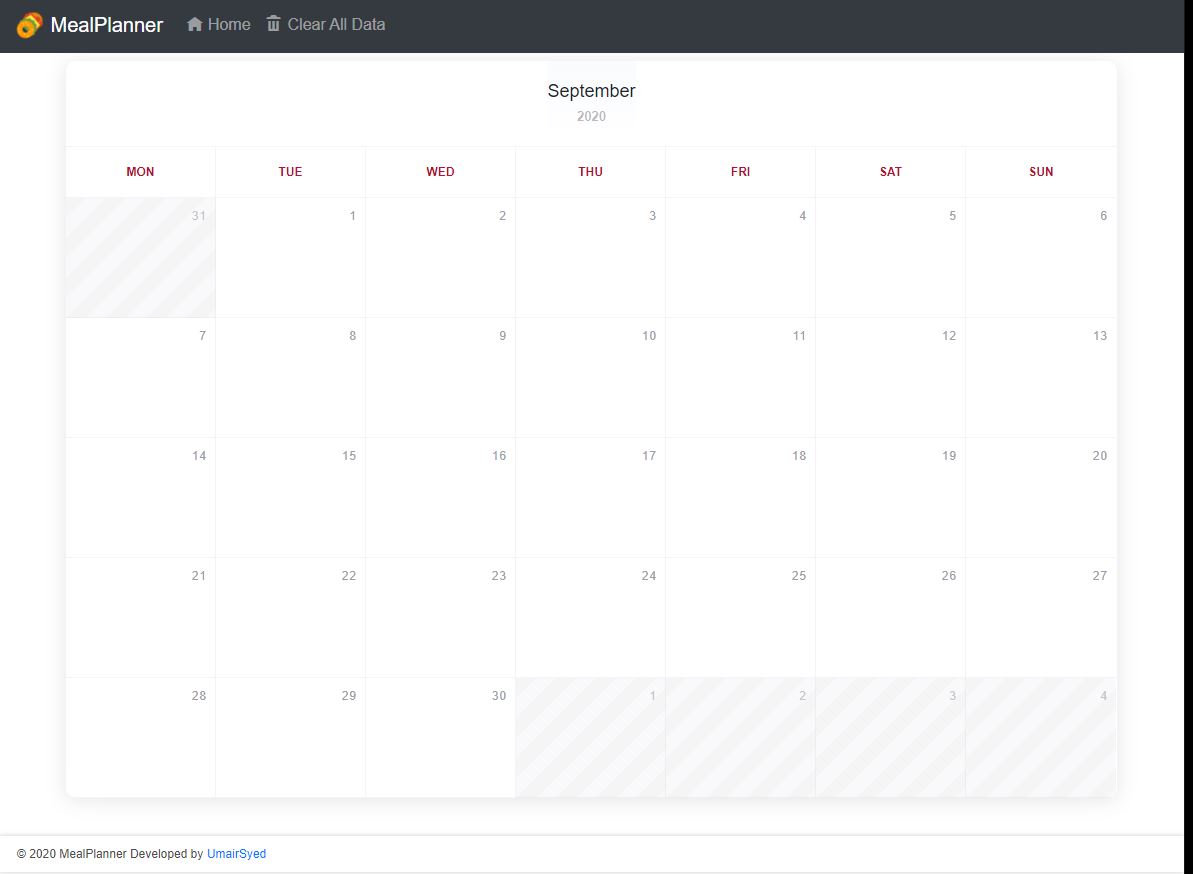 MealPlanner Home Clear All Data
September
2020
MON TUE WED THU FRI SAT SUN
31 1 2 3 4 5 6
7 8 9 10 11 12 13
14 15 16 17 18 19 20
21 22 23 24 25 26 27
28 29 30 1 2 3 4
© 2020 MealPlanner Developed by UmairSyed